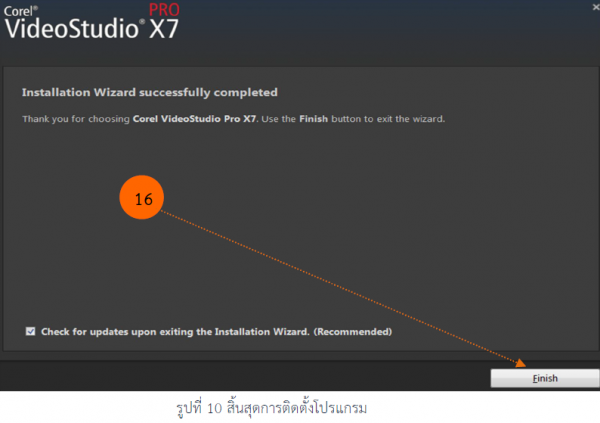 Corel®
PRO
VideoStudio® X7
Installation Wizard successfully completed
Thank you for choosing Corel VideoStudio Pro X7. Use the Finish button to exit the wizard.
16
Check for updates upon exiting the Installation Wizard. (Recommended)
Finish
รูปที่ 10 สิ้นสุดการติดตั้งโปรแกรม